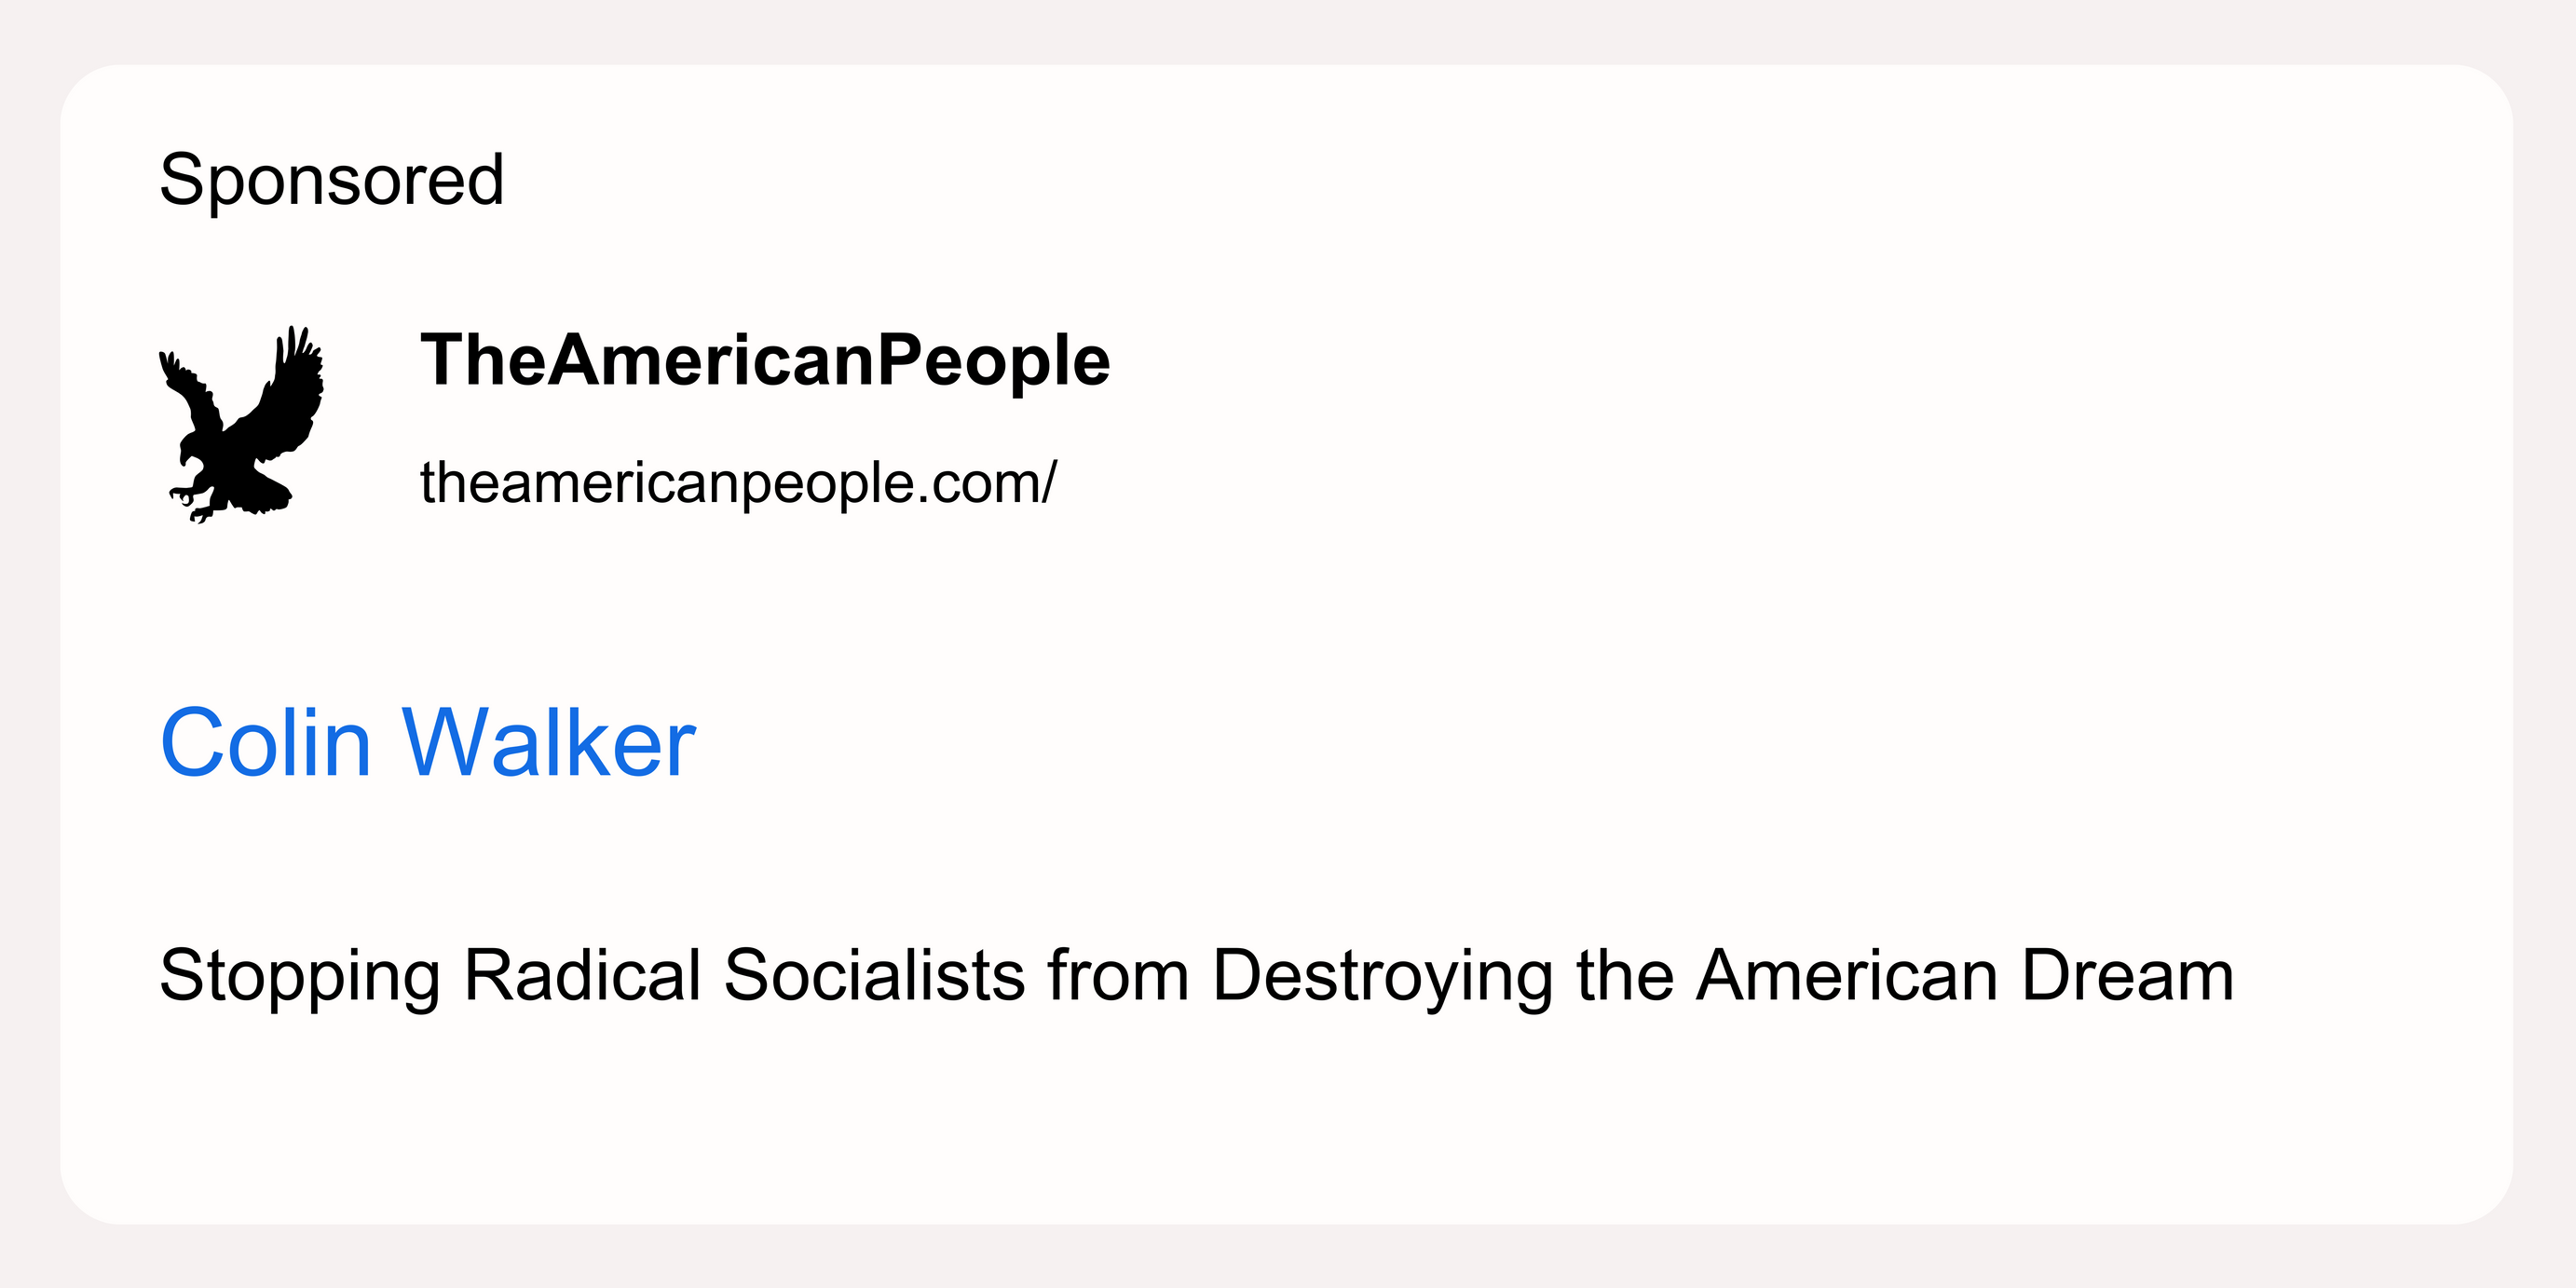 Sponsored
TheAmericanPeople
theamericanpeople.com/
Colin Walker
Stopping Radical Socialists from Destroying the American Dream